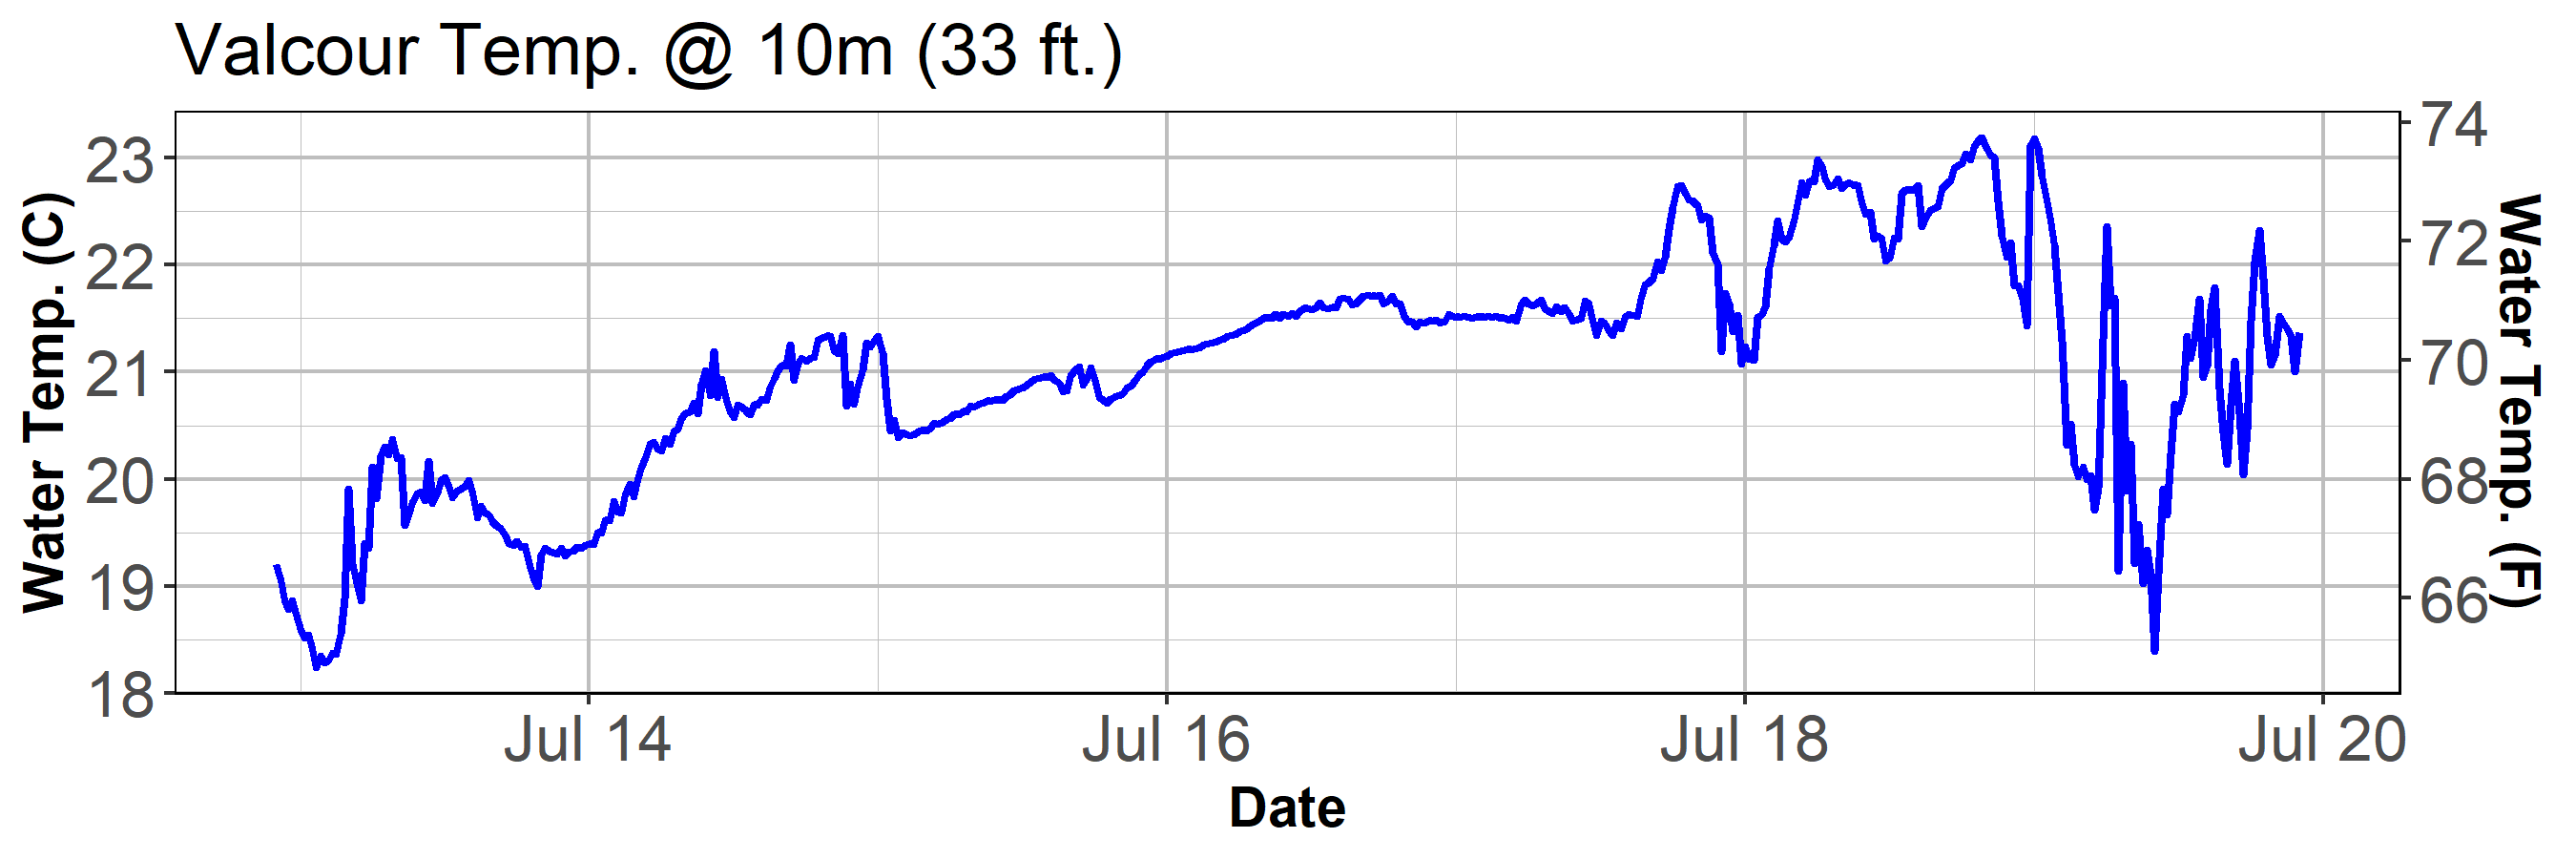 Valcour Temp. @ 10m (33 ft.)
Water Temp. (C)
23
22
21
20
19
18
74
72
70
68
66
Water Temp. (F)
Jul 14 Jul 16 Jul 18 Jul 20
Date